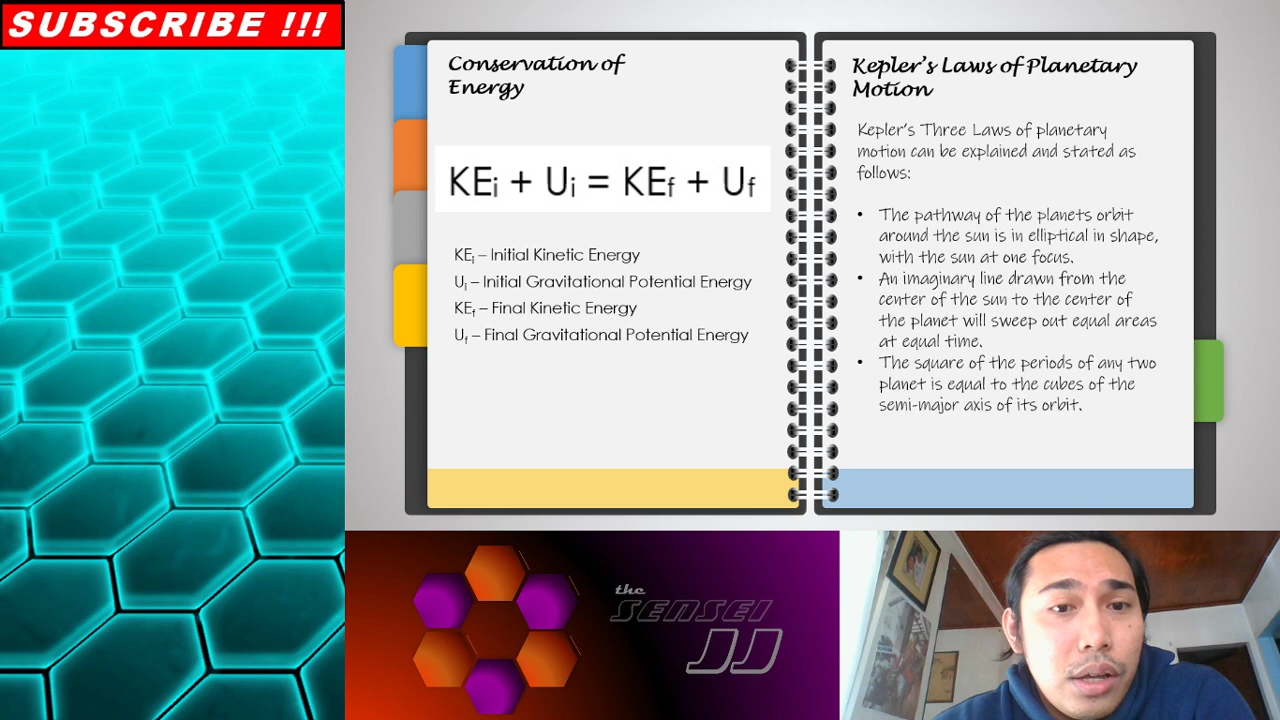 SUBSCRIBE !!!
Conservation of
Energy
KEi + Ui = KEf + Uf
KEi – Initial Kinetic Energy
Ui – Initial Gravitational Potential Energy
KEf – Final Kinetic Energy
Uf – Final Gravitational Potential Energy
Kepler's Laws of Planetary
Motion
Kepler's Three Laws of planetary
motion can be explained and stated as
follows:
• The pathway of the planets orbit
around the sun is in elliptical in shape,
with the sun at one focus.
• An imaginary line drawn from the
center of the sun to the center of
the planet will sweep out equal areas
at equal time.
• The square of the periods of any two
planet is equal to the cubes of the
semi-major axis of its orbit.
the
SENSEI
JJ